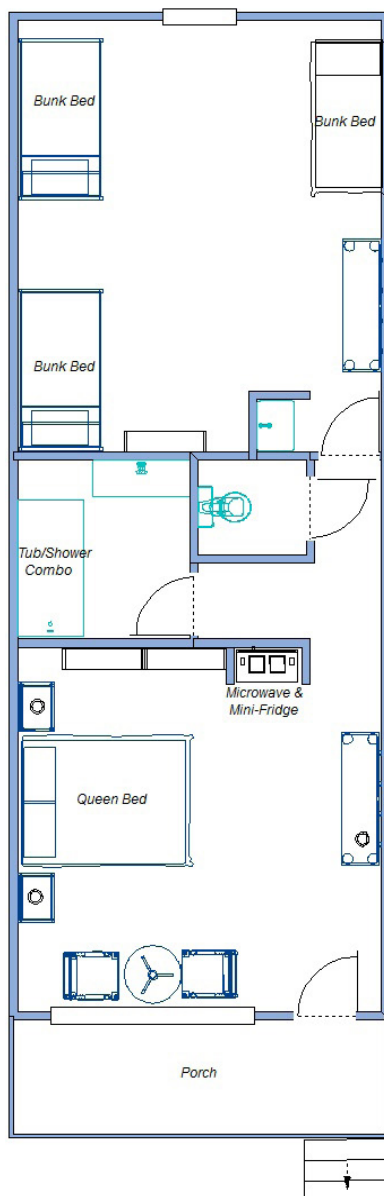 Bunk Bed
Bunk Bed
Bunk Bed
Tub/Shower
Combo
Microwave &
Mini-Fridge
Queen Bed
Porch